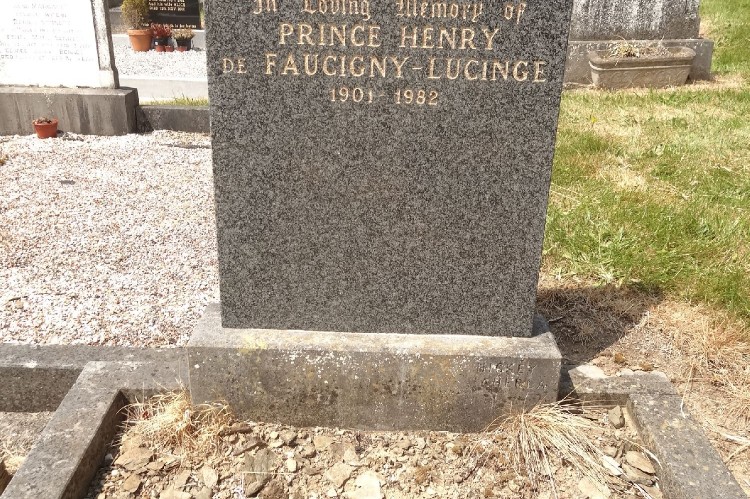 In Loving Memory of
PRINCE HENRY
DE FAUCIGNY-LUCINGE
1901 1982